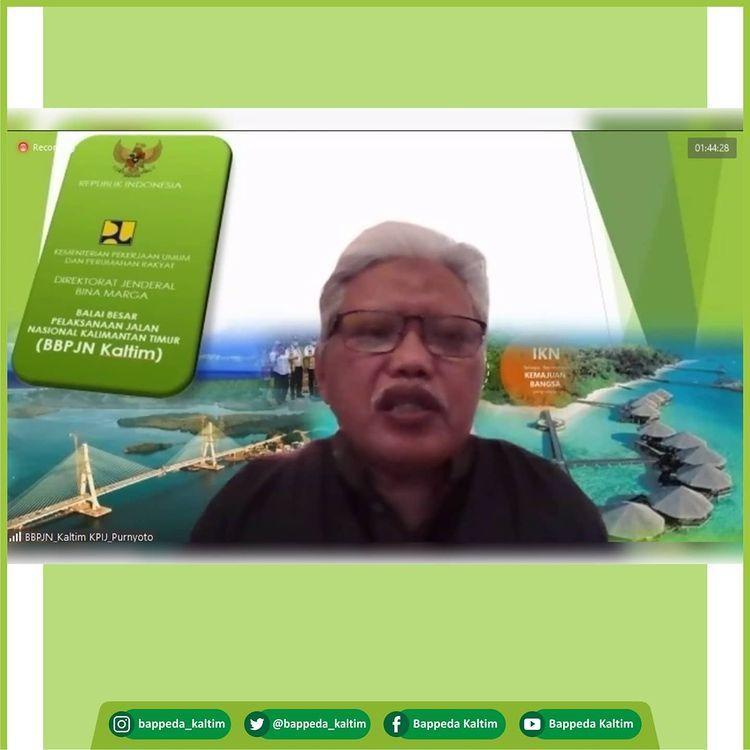 Recor
01:44:28
REPUBLIK INDONESIA
PU
KEMENTERIAN PEKERJAAN UMUM
DAN PERUMAHAN RAKYAT
DIREKTORAT JENDERAL
BINA MARGA
BALAI BESAR
PELAKSANAAN JALAN
NASIONAL KALIMANTAN TIMUR
(BBPJN Kaltim)
IKN
KEMAJUAN
BANGSA
BBPJN_Kaltim KPIJ_Purnyoto
bappeda_kaltim
@bappeda_kaltim
Bappeda Kaltim
Bappeda Kaltim